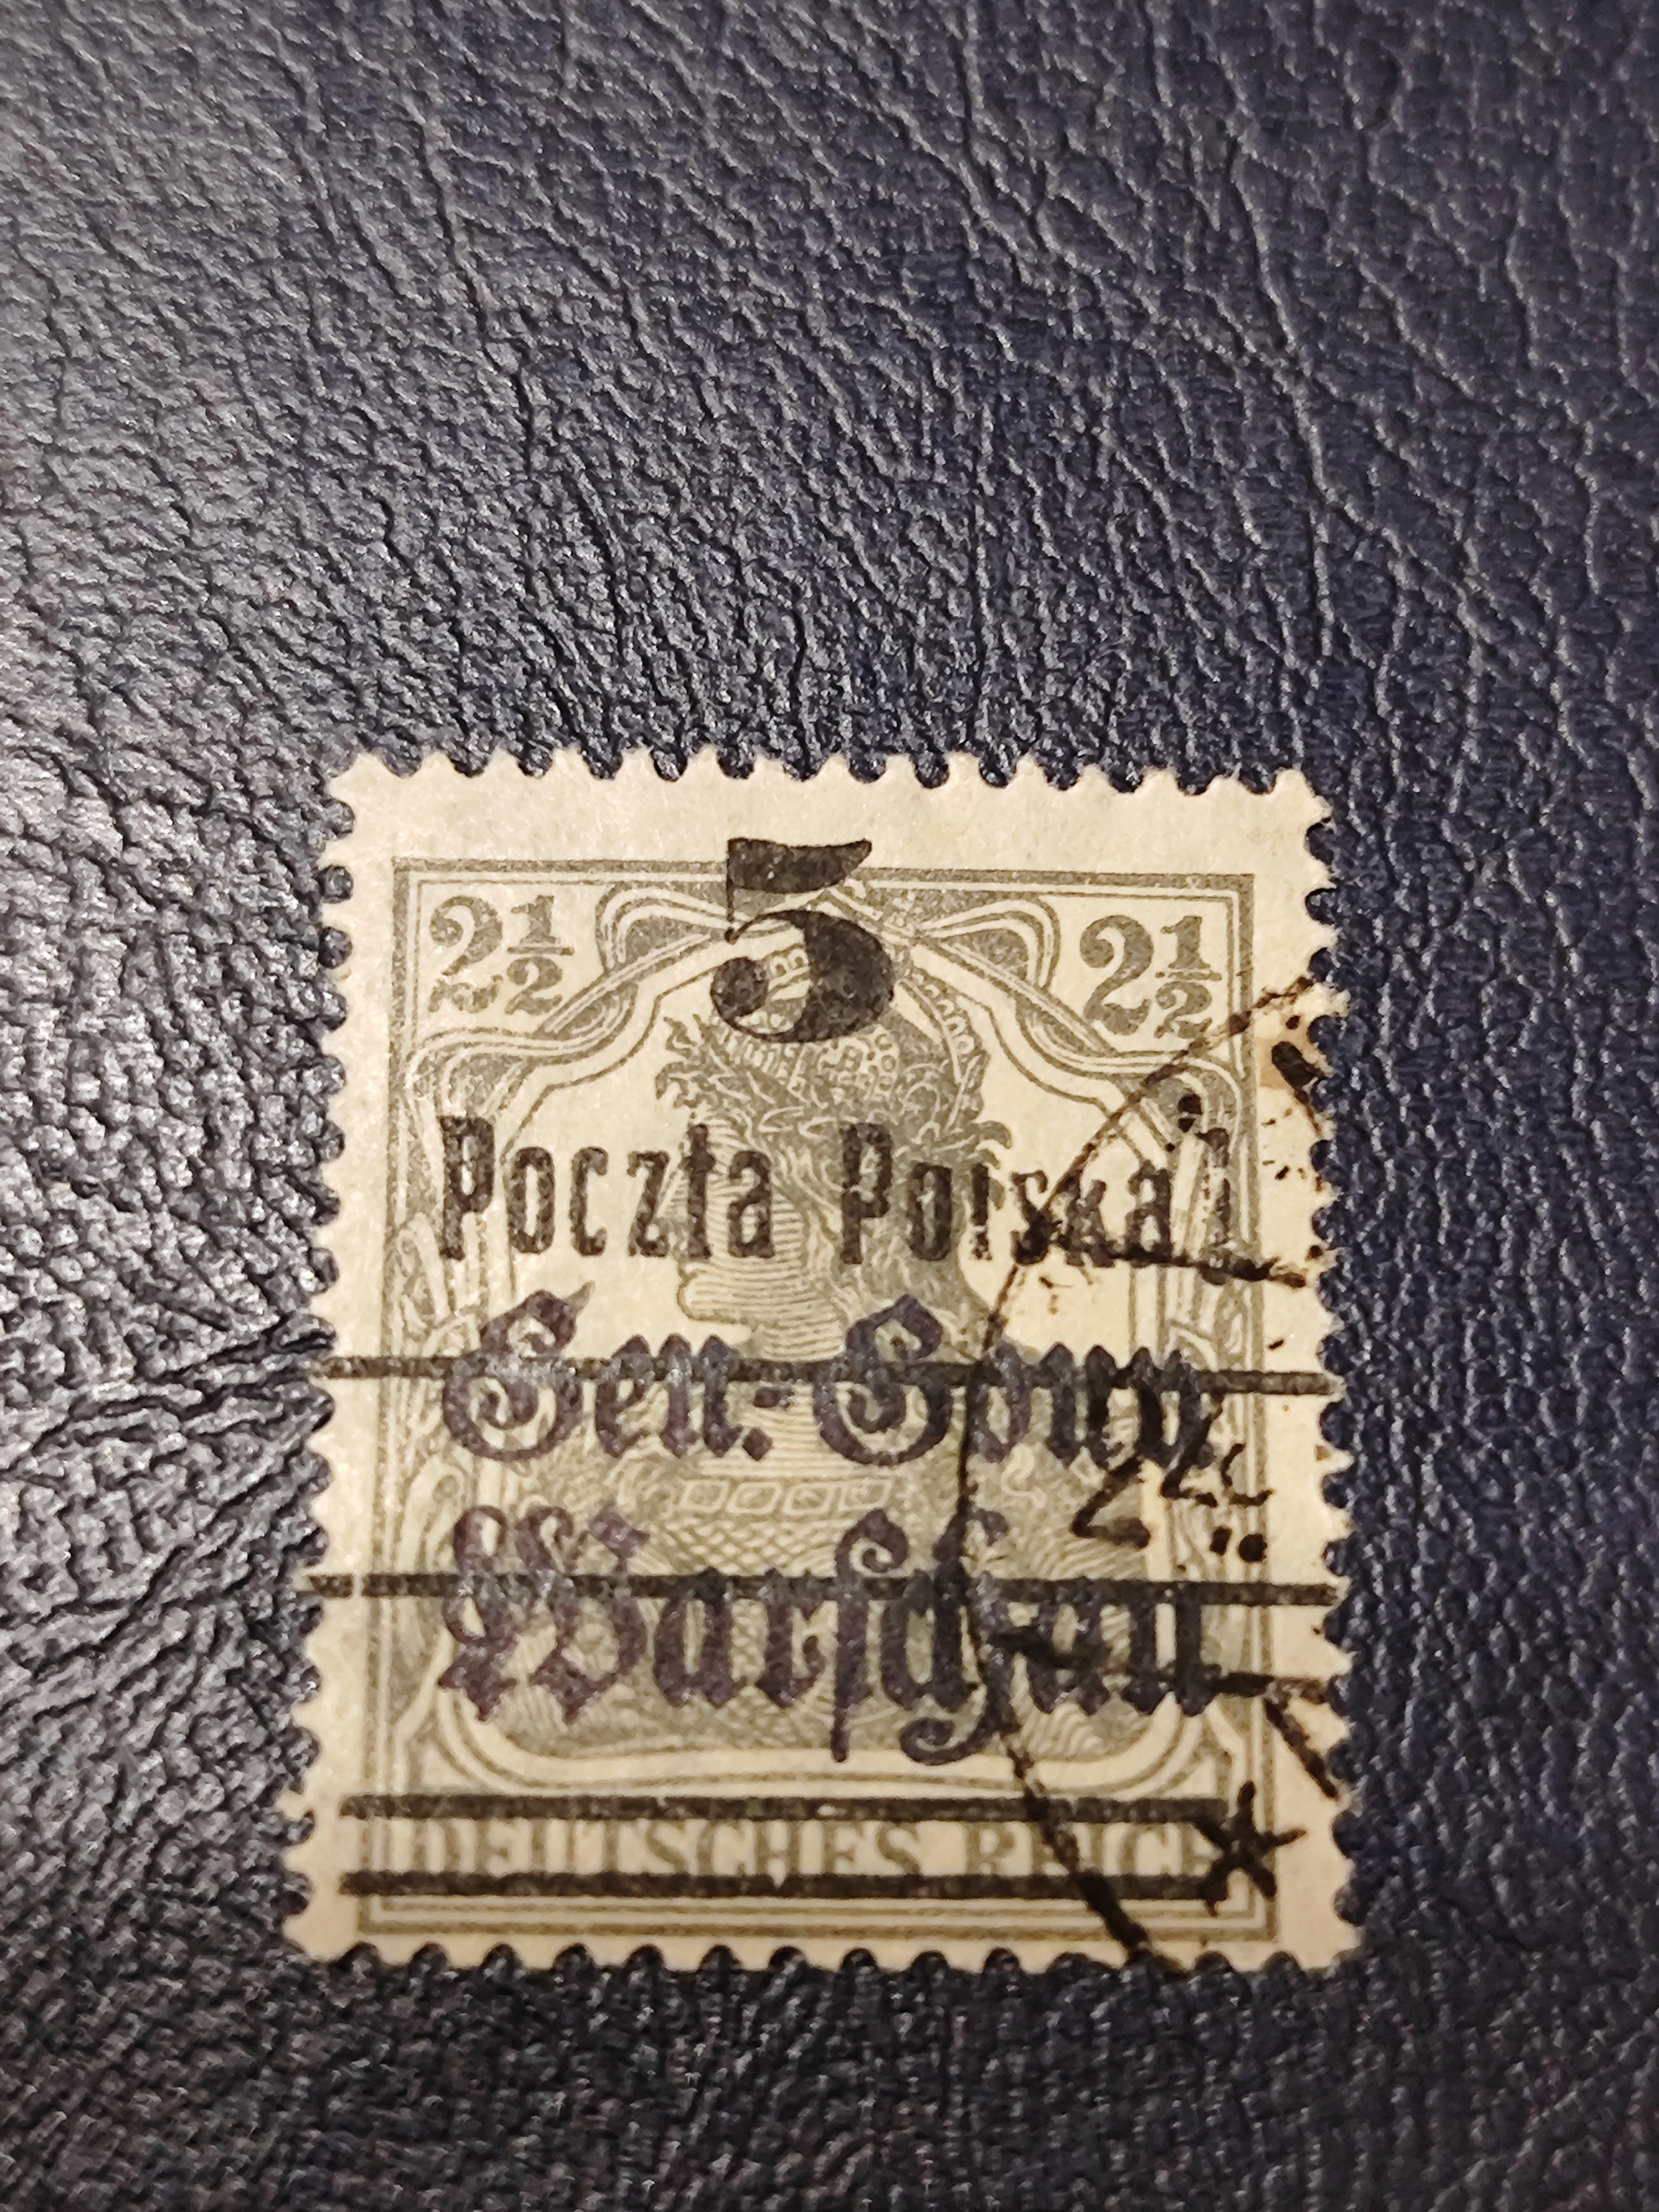 5
2½ 2½
Poczta Polska
Gen.-Gouv.
Warschau
DEUTSCHES REICH